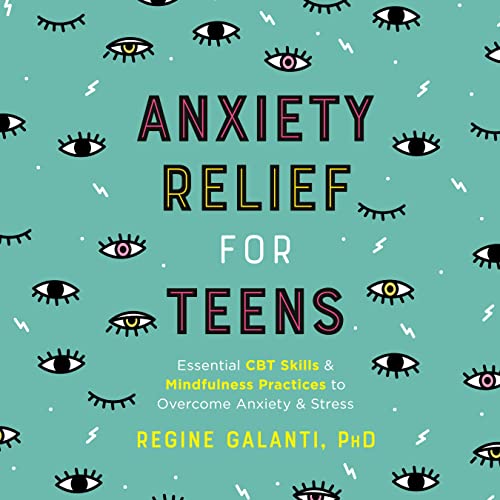 ANXIETY
RELIEF
FOR
TEENS
Essential CBT Skills &
Mindfulness Practices to
Overcome Anxiety & Stress
REGINE GALANTI, PHD